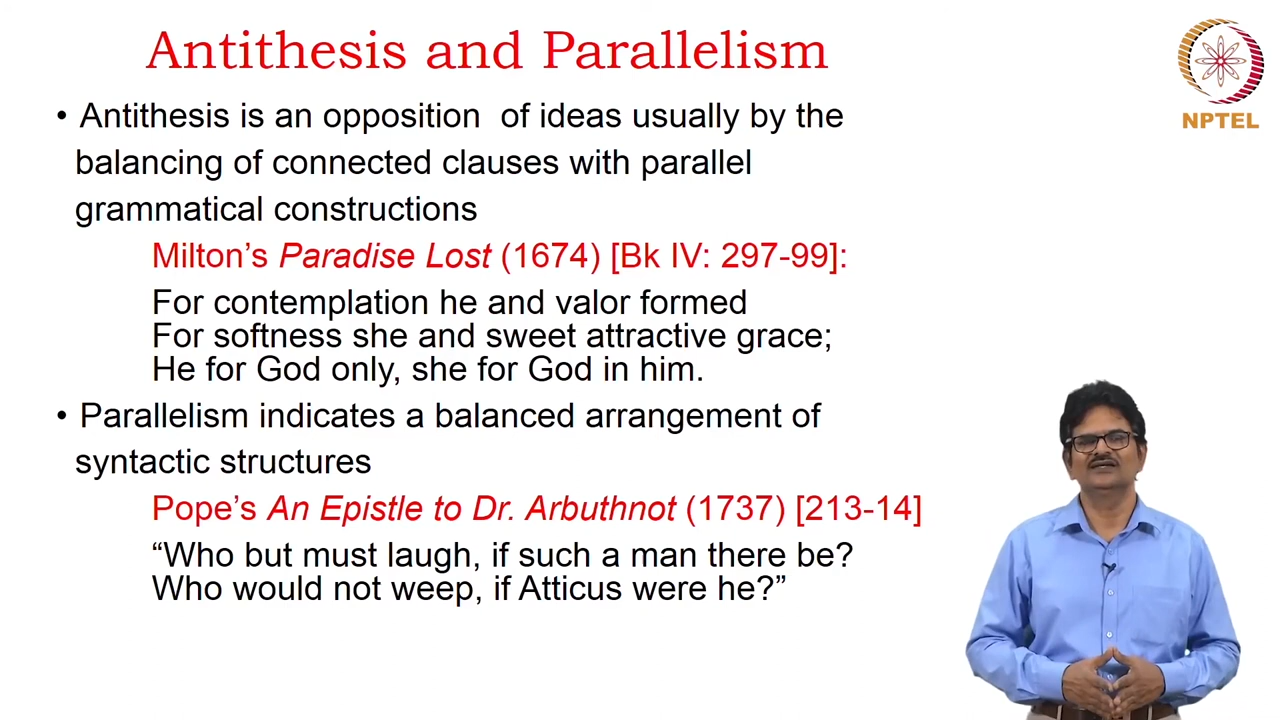 Antithesis and Parallelism
NPTEL
• Antithesis is an opposition of ideas usually by the
balancing of connected clauses with parallel
grammatical constructions
Milton’s Paradise Lost (1674) [Bk IV: 297-99]:
For contemplation he and valor formed
For softness she and sweet attractive grace;
He for God only, she for God in him.
• Parallelism indicates a balanced arrangement of
syntactic structures
Pope’s An Epistle to Dr. Arbuthnot (1737) [213-14]
“Who but must laugh, if such a man there be?
Who would not weep, if Atticus were he?”